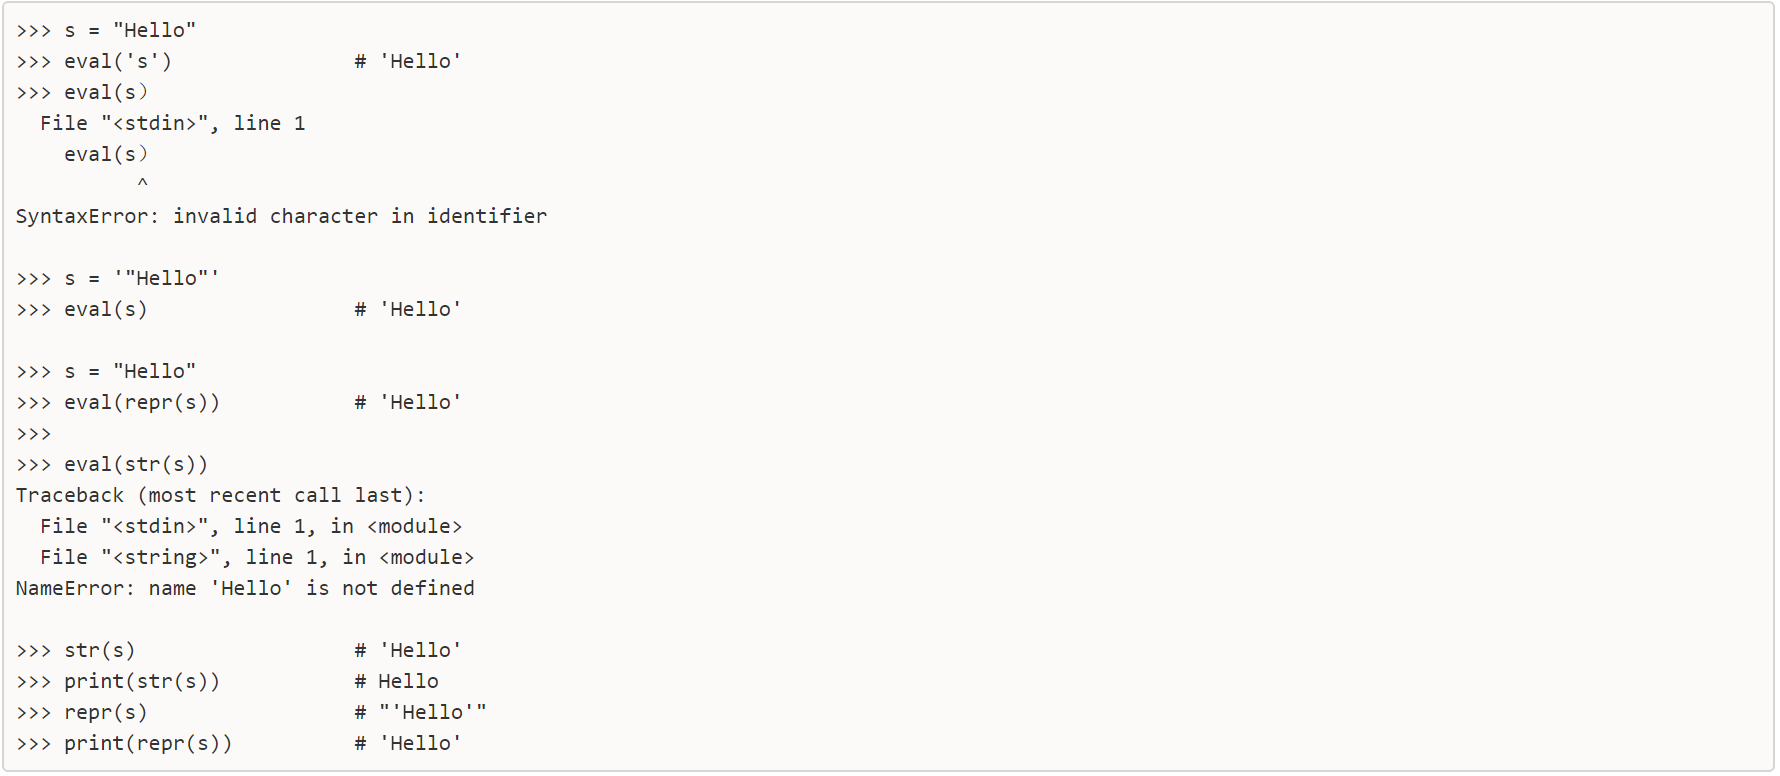 >>> s = "Hello"
>>> eval('s')               # 'Hello'
>>> eval(s）
  File "<stdin>", line 1
    eval(s）
          ^
SyntaxError: invalid character in identifier

>>> s = '"Hello"'
>>> eval(s)                 # 'Hello'

>>> s = "Hello"
>>> eval(repr(s))           # 'Hello'
>>>
>>> eval(str(s))
Traceback (most recent call last):
  File "<stdin>", line 1, in <module>
  File "<string>", line 1, in <module>
NameError: name 'Hello' is not defined

>>> str(s)                  # 'Hello'
>>> print(str(s))           # Hello
>>> repr(s)                 # "'Hello'"
>>> print(repr(s))          # 'Hello'